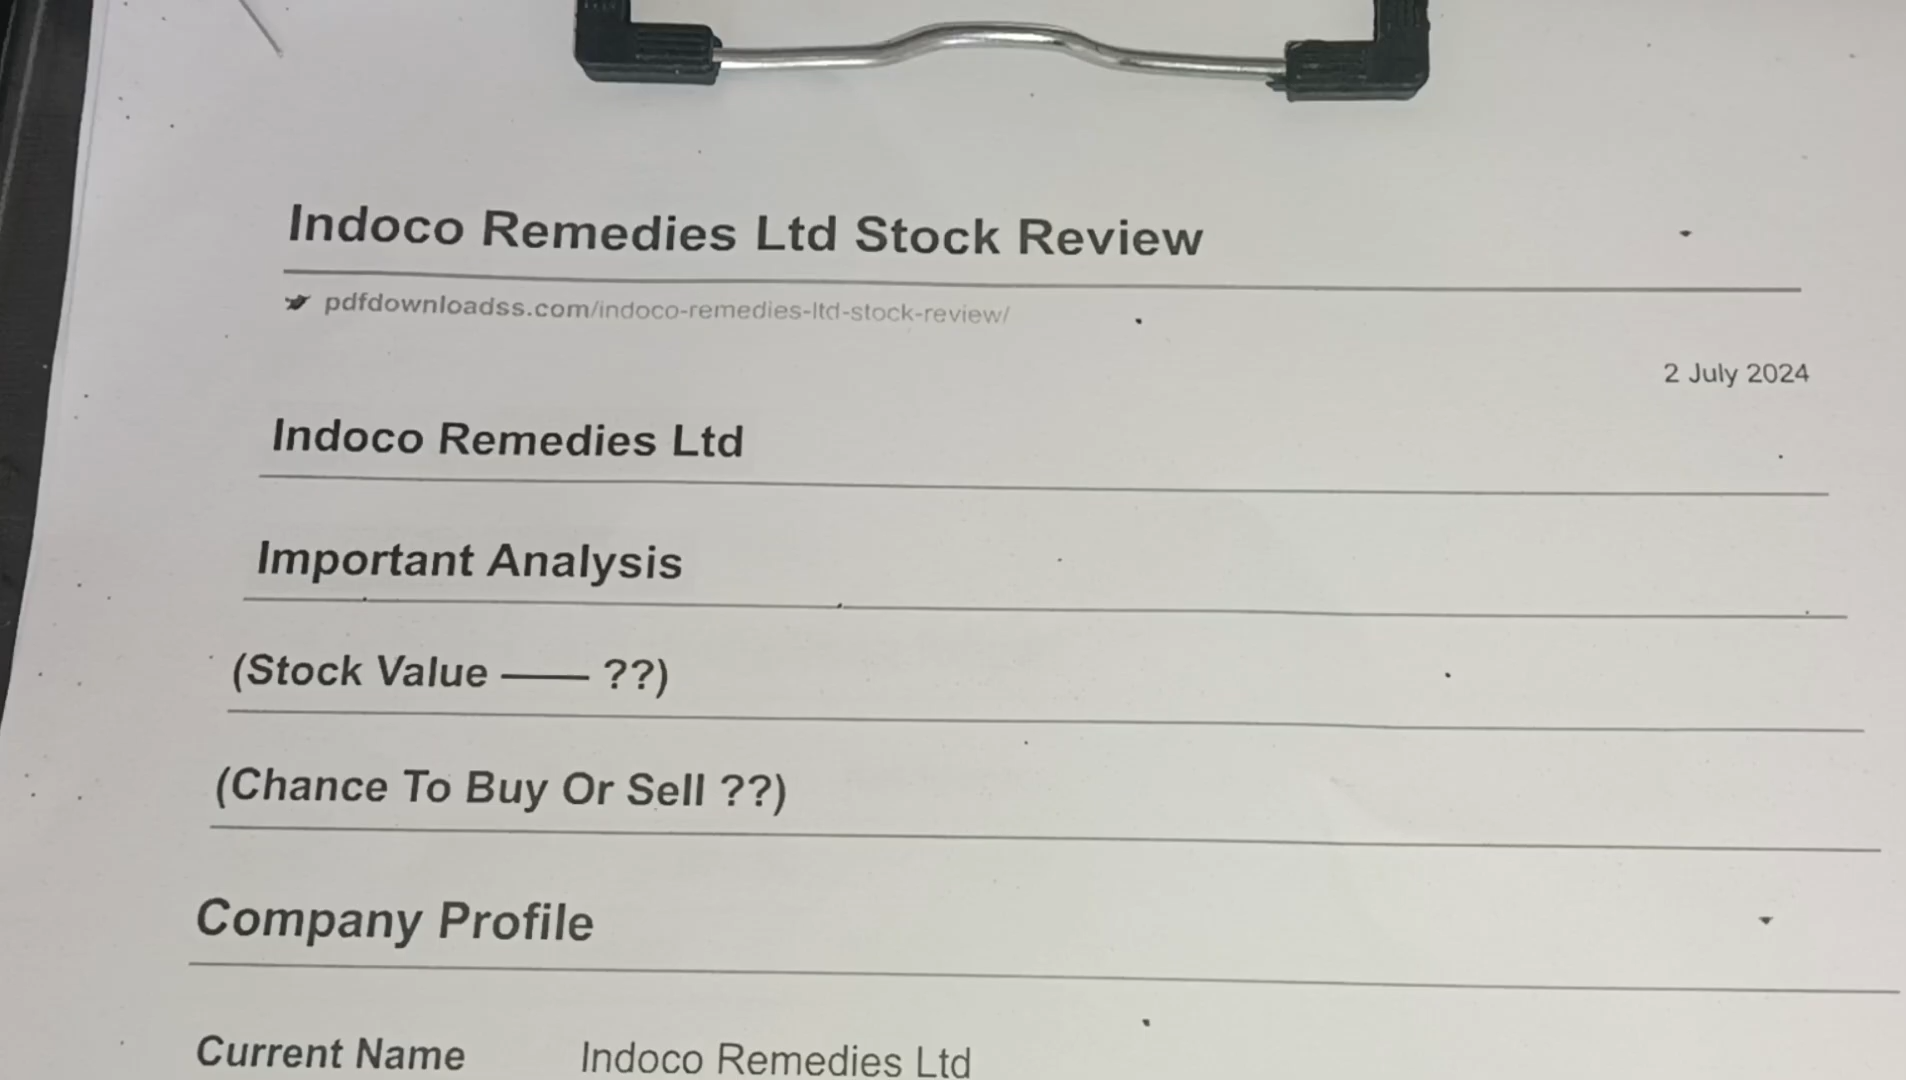 Indoco Remedies Ltd Stock Review
pdfdownloadss.com/indoco-remedies-ltd-stock-review/
2 July 2024
Indoco Remedies Ltd
Important Analysis
(Stock Value —— ??)
(Chance To Buy Or Sell ??)
Company Profile
Current Name Indoco Remedies Ltd